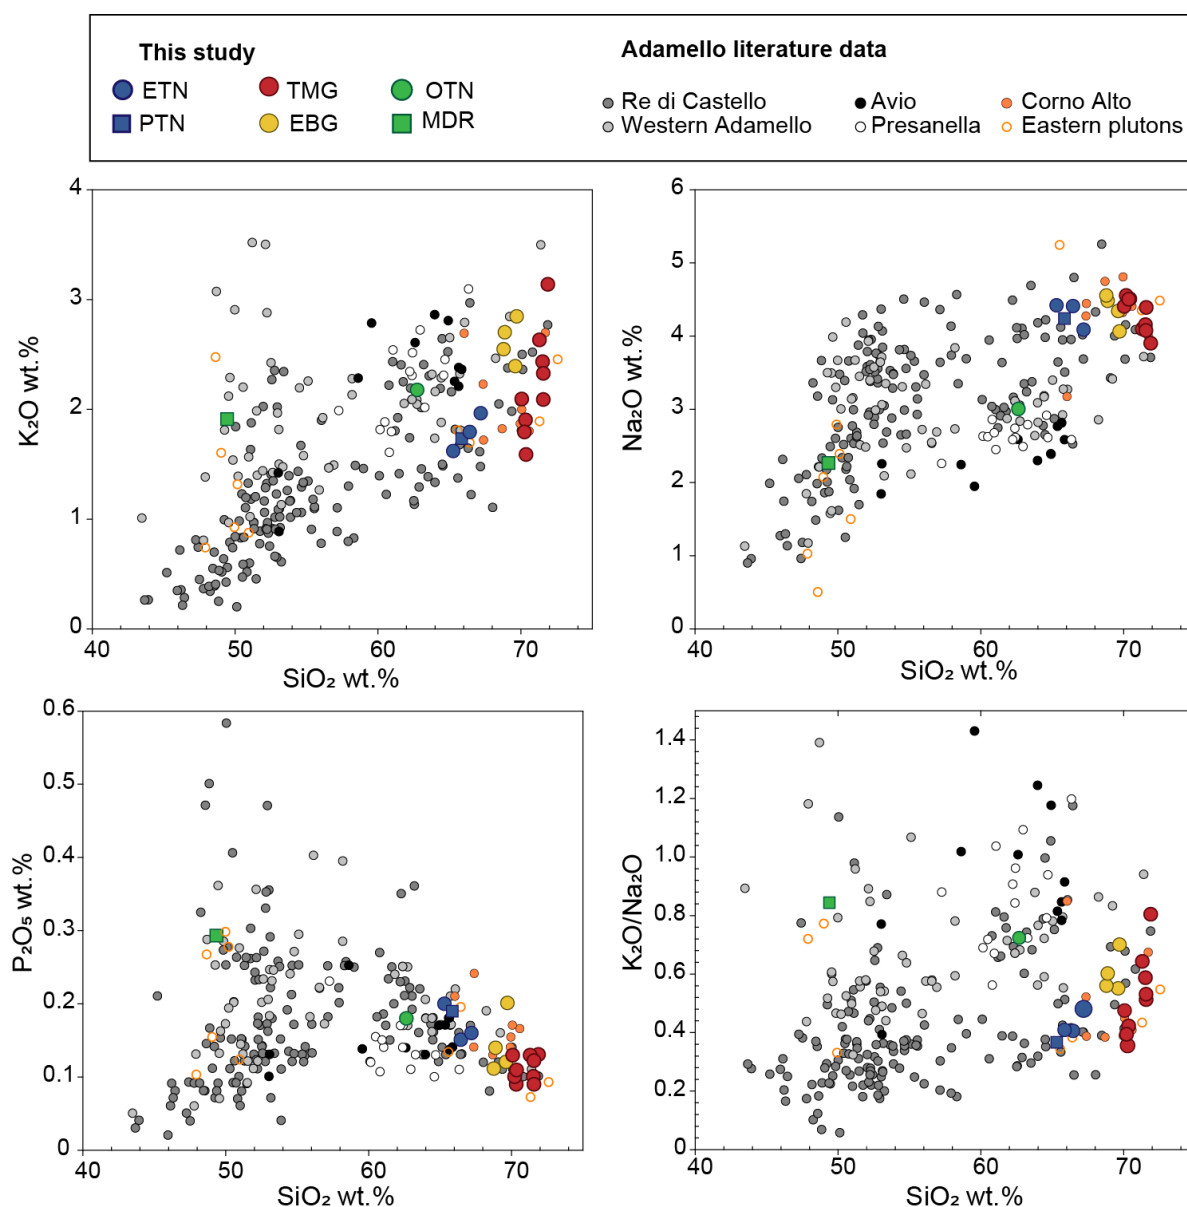 This study
Adamello literature data
ETN
TMG
OTN
PTN
EBG
MDR
Re di Castello
Avio
Corno Alto
Western Adamello
Presanella
Eastern plutons
4
3
2
1
0
K₂O wt.%
40
50
60
70
SiO₂ wt.%
6
5
4
3
2
1
0
Na₂O wt.%
40
50
60
70
SiO₂ wt.%
0.6
0.5
0.4
0.3
0.2
0.1
0
P₂O₅ wt.%
40
50
60
70
SiO₂ wt.%
1.4
1.2
1.0
0.8
0.6
0.4
0.2
0
K₂O/Na₂O
40
50
60
70
SiO₂ wt.%